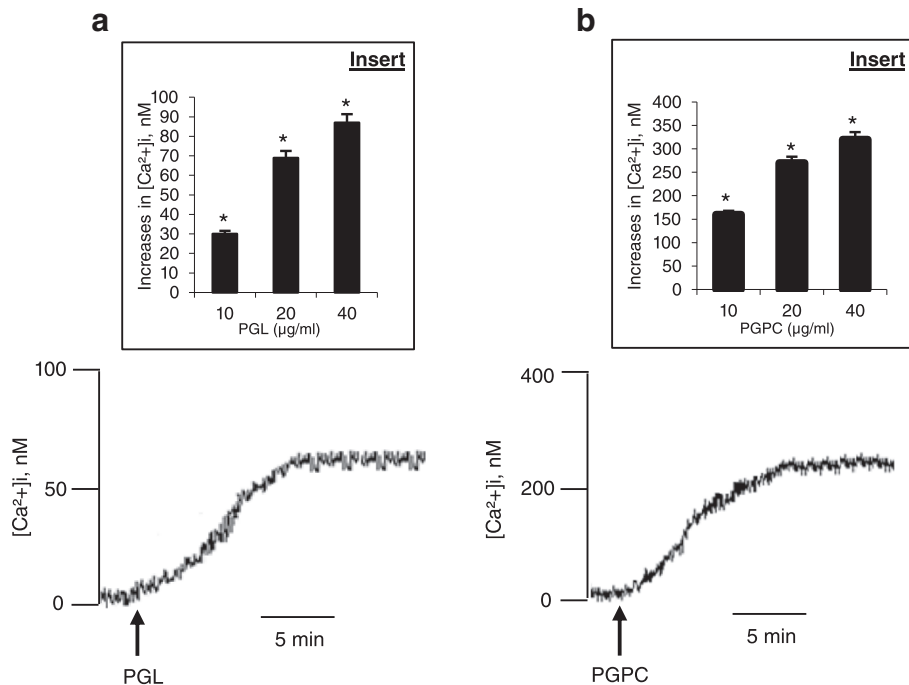 a
Insert
Increases in [Ca²+]i, nM
100
90
80
70
60
50
40
30
20
10
0
*
*
*
10 20 40
PGL (µg/ml)
100
50
0
[Ca²+]i, nM
5 min
PGL
b
Insert
Increases in [Ca²+]i, nM
400
350
300
250
200
150
100
50
0
*
*
*
10 20 40
PGPC (µg/ml)
400
200
0
[Ca²+]i, nM
5 min
PGPC